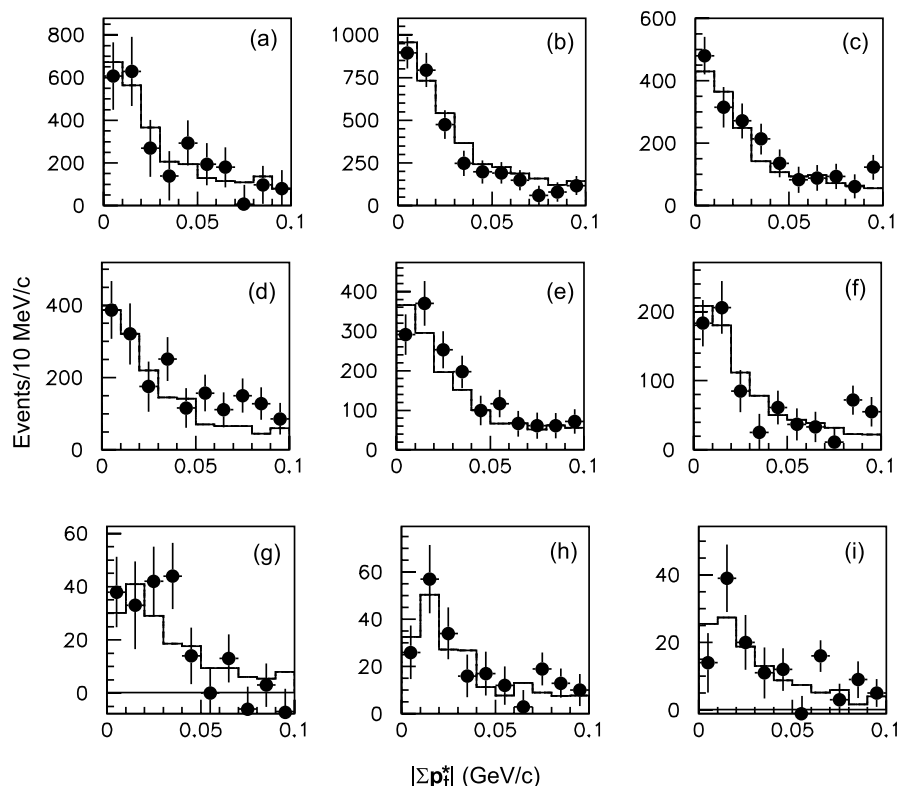 (a) (b) (c)
800 1000 600
600 750 400
400 500
200 250 200
0 0 0
0 0.05 0.1 0 0.05 0.1 0 0.05 0.1
Events/10 MeV/c
(d) (e) (f)
400 400 200
300
200 200 100
100
0 0 0
0 0.05 0.1 0 0.05 0.1 0 0.05 0.1
(g) (h) (i)
60 60 40
40 40
20 20 20
0 0 0
0 0.05 0.1 0 0.05 0.1 0 0.05 0.1
|Σp*t| (GeV/c)